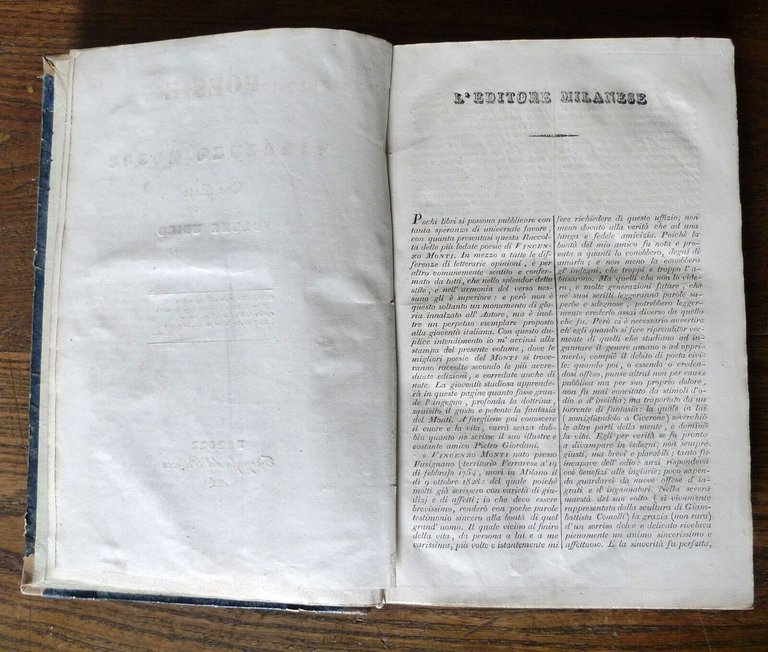 L'EDITORE MILANESE
Pochi libri si possono pubblicare con
tanta speranza di universale favore,
con quanta presentasi questa Raccol-
ta delle più lodate poesie di VINCEN-
ZO MONTI. In mezzo a tutte le dif-
ferenze di letterarie opinioni, è per
altro comunemente sentito e confer-
mato da tutti, che nello splendor dello
stile, e nell'armonia del verso nes-
suno gli è superiore: e però non è
questo soltanto un monumento di glo-
ria innalzato all'Autore, ma è inol-
tre un perpetuo esemplare proposto
alla gioventù italiana. Con questo du-
plice intendimento io m'acciasi alla
stampa del presente volume, dove le
migliori poesie del MONTI si trove-
ranno raccolte secondo le più accre-
ditate edizioni, e corredate anche di
note. La gioventù studiosa apprende-
rà in queste pagine quanto fosse gran-
de l'ingegno, profonda la dottrina,
squisito il gusto e potente la fantasia
del Monti. A fargliene poi conoscere
il cuore e la vita, varrà senza dub-
bio quanto ne scrisse il suo illustre e
costante amico Pietro Giordani.
» VINCENZO MONTI nato presso
Fusignano (territorio Ferrarese a' 19
di febbrajo 1754, morì in Milano il
dì 9 ottobre 1828: del quale poichè
molti già scrissero con varietà di giu-
dizj e di affetti; io che devo essere
brevissimo, renderò con poche parole
testimonio sincero alla bontà di quel
grand'uomo. Il quale vicino al finire
della vita, da persona a lui e a me
carissima, più volte e istantemente mi
fece richiedere di questo uffizio; non
meno dovuto alla verità che ad una
lunga e fedele amicizia. Poichè la
bontà del mio amico fu nota e pro-
vata a quanti lo conobbero, degni di
amarla; e non meno la conobbero
gl'indegni, che troppi e troppo l'a-
busarono. Ma quelli che non lo vide-
ro, e molte generazioni future, che
ne' suoi scritti leggeranno parole su-
perbe e sdegnose, potrebbero legger-
mente crederlo assai diverso da quello
che fu. Però ci è necessario avvertire
ch'egli quando si fece riprenditor vee-
mente di quelli che studiano ad in-
gannare il genere umano o ad oppri-
merlo, compiè il debito di poeta civi-
le: quando poi, o essendo o creden-
dosi offeso, punse altrui non per causa
pubblica ma per suo proprio dolore,
non fu mai concitato da stimoli d'o-
dio o d'invidia; ma trasportato da un
torrente di fantasia: la quale in lui
(somigliandolo a Cicerone) soverchiò
le altre parti della mente, e dominò
la vita. Egli per verità se fu pronto
a divampare in isdegni non sempre
giusti, ma brevi e placabili; tanto fu
incapace dell'odio: anzi rispondeva
coi benefizi alle ingiurie; poco sapen-
do guardarsi da nuove offese d'in-
grati e d'ingannatori. Nella severa
maestà del suo volto (sì vivamente
rappresentata dalla scultura di Giam-
battista Comolli) la grazia (non rara)
d'un sorriso dolce e delicato rivelava
pienamente un animo sincerissimo e
affettuoso. E la sincerità fu perfetta,